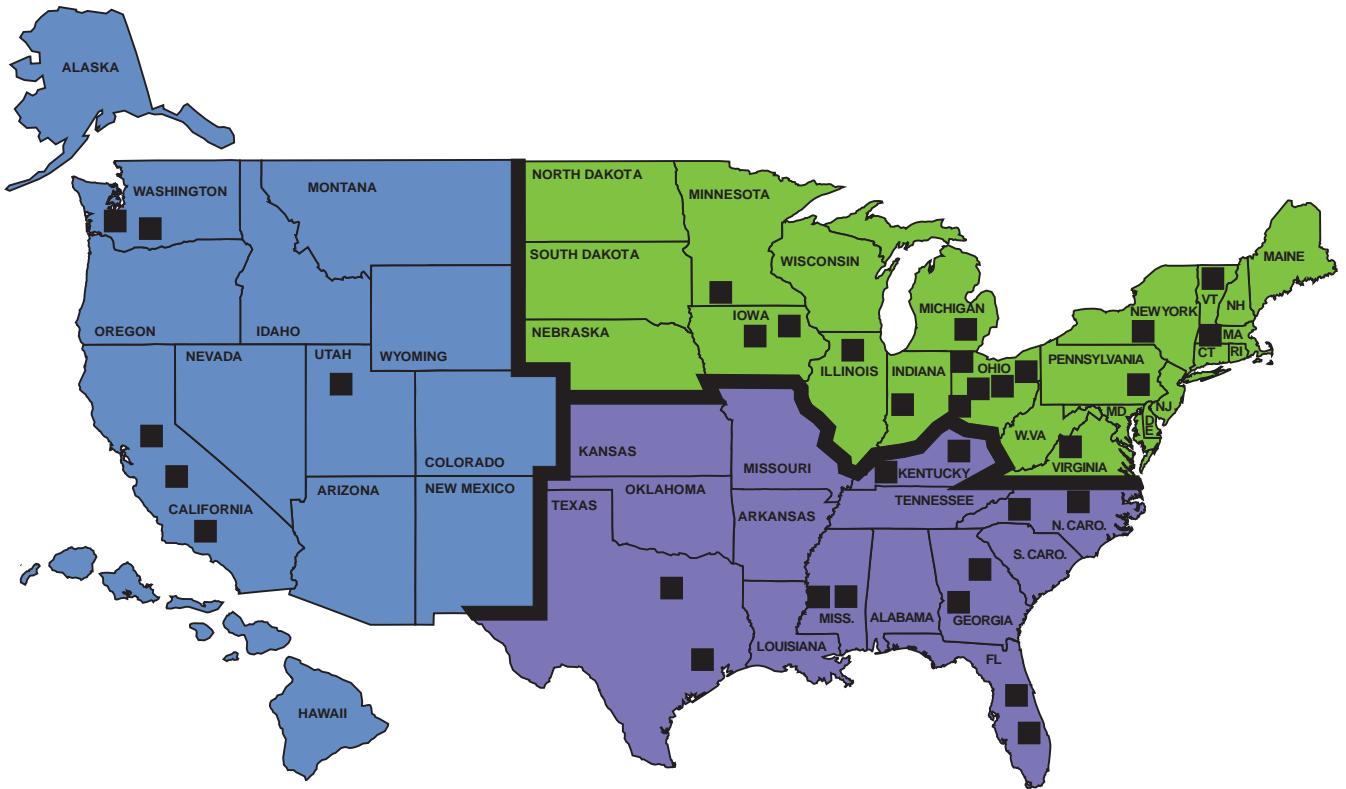 ALASKA
WASHINGTON
MONTANA
NORTH DAKOTA
MINNESOTA
SOUTH DAKOTA
WISCONSIN
MAINE
MICHIGAN
NEW YORK
VT
NH
OREGON
IDAHO
WYOMING
NEBRASKA
IOWA
MA
CT
RI
NEVADA
UTAH
ILLINOIS
INDIANA
OHIO
PENNSYLVANIA
NJ
MD
D
E
W.VA
VIRGINIA
COLORADO
KANSAS
MISSOURI
KENTUCKY
CALIFORNIA
ARIZONA
NEW MEXICO
TEXAS
OKLAHOMA
ARKANSAS
TENNESSEE
N. CARO.
S. CARO.
MISS.
ALABAMA
GEORGIA
LOUISIANA
FL
HAWAII